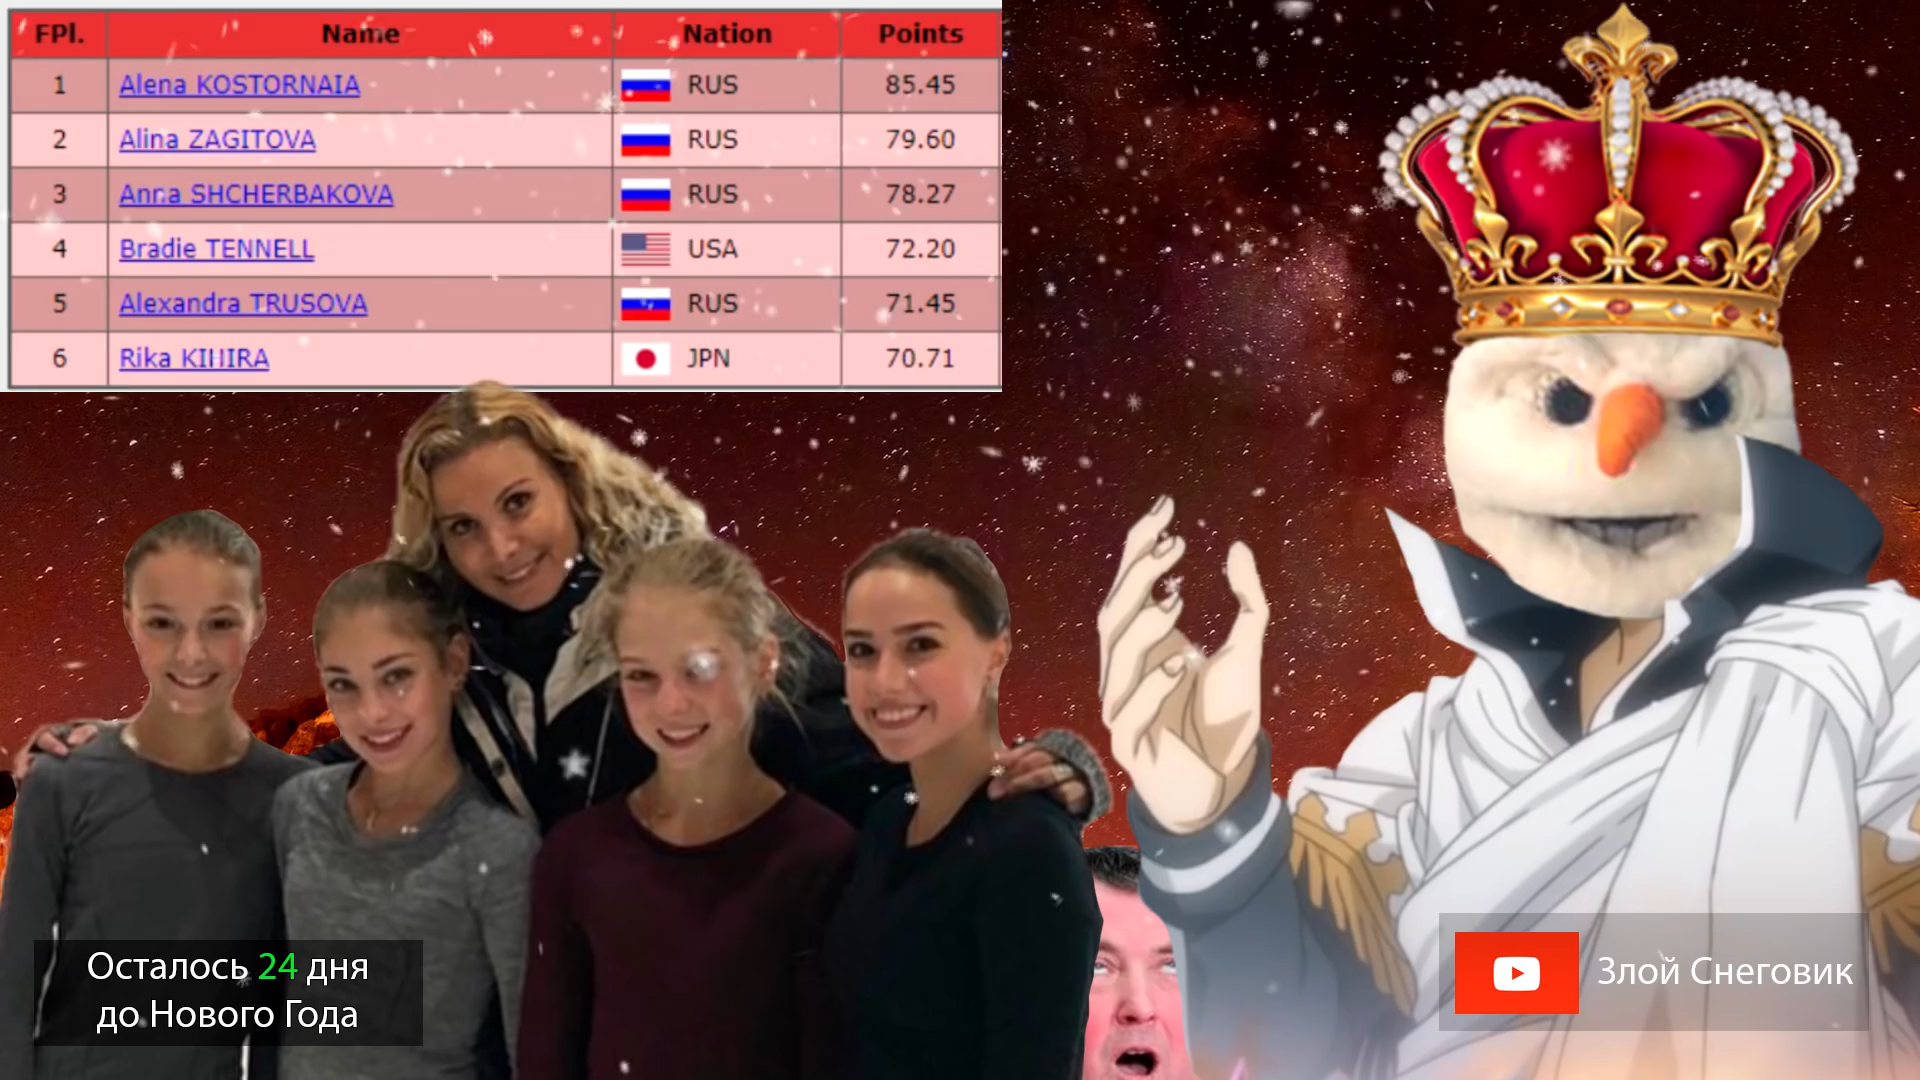 FPl. Name Nation Points
1 Alena KOSTORNAIA RUS 85.45
2 Alina ZAGITOVA RUS 79.60
3 Anna SHCHERBAKOVA RUS 78.27
4 Bradie TENNELL USA 72.20
5 Alexandra TRUSOVA RUS 71.45
6 Rika KIHIRA JPN 70.71
Осталось 24 дня
до Нового Года
Злой Снеговик